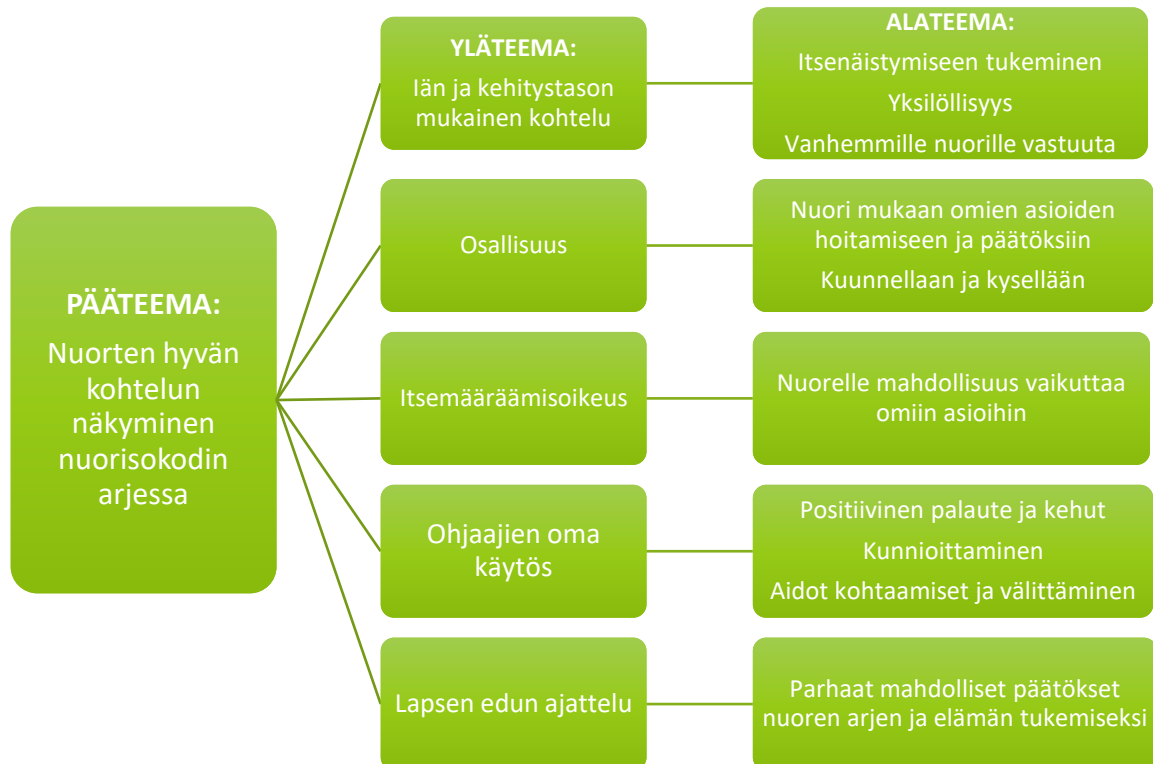 PÄÄTEEMA:
Nuorten hyvän
kohtelun
näkyminen
nuorisokodin
arjessa
YLÄTEEMA:
Iän ja kehitystason
mukainen kohtelu
ALATEEMA:
Itsenäistymiseen tukeminen
Yksilöllisyys
Vanhemmille nuorille vastuuta
Osallisuus
Nuori mukaan omien asioiden
hoitamiseen ja päätöksiin
Kuunnellaan ja kysellään
Itsemääräämisoikeus
Nuorelle mahdollisuus vaikuttaa
omiin asioihin
Ohjaajien oma
käytös
Positiivinen palaute ja kehut
Kunnioittaminen
Aidot kohtaamiset ja välittäminen
Lapsen edun ajattelu
Parhaat mahdolliset päätökset
nuoren arjen ja elämän tukemiseksi